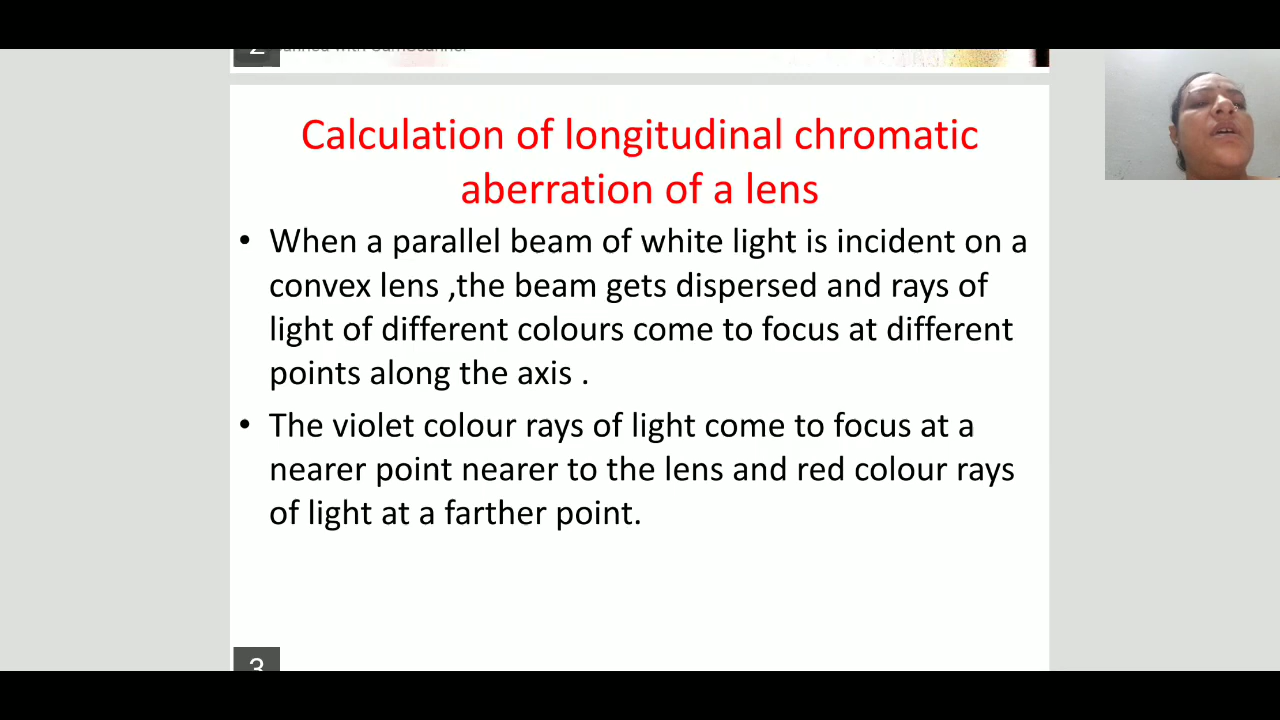 2
Calculation of longitudinal chromatic
aberration of a lens
• When a parallel beam of white light is incident on a
convex lens ,the beam gets dispersed and rays of
light of different colours come to focus at different
points along the axis .
• The violet colour rays of light come to focus at a
nearer point nearer to the lens and red colour rays
of light at a farther point.
3